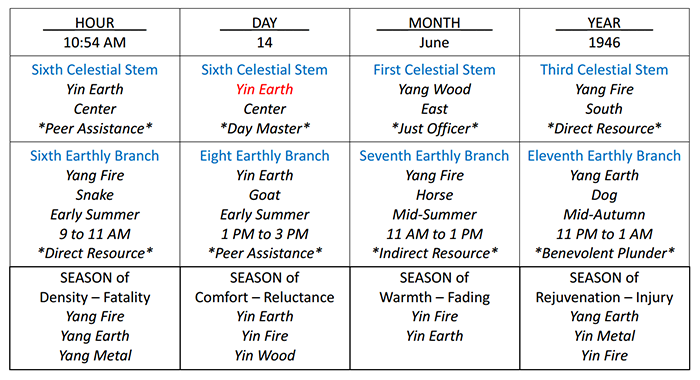 HOUR
DAY
MONTH
YEAR
10:54 AM
14
June
1946
Sixth Celestial Stem
Yin Earth
Center
*Peer Assistance*
Sixth Celestial Stem
Yin Earth
Center
*Day Master*
First Celestial Stem
Yang Wood
East
*Just Officer*
Third Celestial Stem
Yang Fire
South
*Direct Resource*
Sixth Earthly Branch
Yang Fire
Snake
Early Summer
9 to 11 AM
*Direct Resource*
Eight Earthly Branch
Yin Earth
Goat
Early Summer
1 PM to 3 PM
*Peer Assistance*
Seventh Earthly Branch
Yang Fire
Horse
Mid-Summer
11 AM to 1 PM
*Indirect Resource*
Eleventh Earthly Branch
Yang Earth
Dog
Mid-Autumn
11 PM to 1 AM
*Benevolent Plunder*
SEASON of
Density – Fatality
Yang Fire
Yang Earth
Yang Metal
SEASON of
Comfort – Reluctance
Yin Earth
Yin Fire
Yin Wood
SEASON of
Warmth – Fading
Yin Fire
Yin Earth
SEASON of
Rejuvenation – Injury
Yang Earth
Yin Metal
Yin Fire